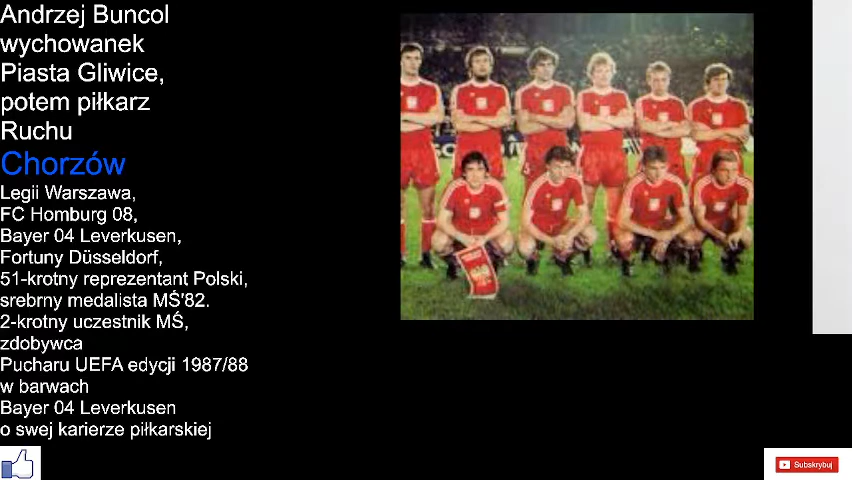 Andrzej Buncol
wychowanek
Piasta Gliwice,
potem piłkarz
Ruchu
Chorzów
Legii Warszawa,
FC Homburg 08,
Bayer 04 Leverkusen,
Fortuny Düsseldorf,
51-krotny reprezentant Polski,
srebrny medalista MŚ'82.
2-krotny uczestnik MŚ,
zdobywca
Pucharu UEFA edycji 1987/88
w barwach
Bayer 04 Leverkusen
o swej karierze piłkarskiej
Subskrybuj